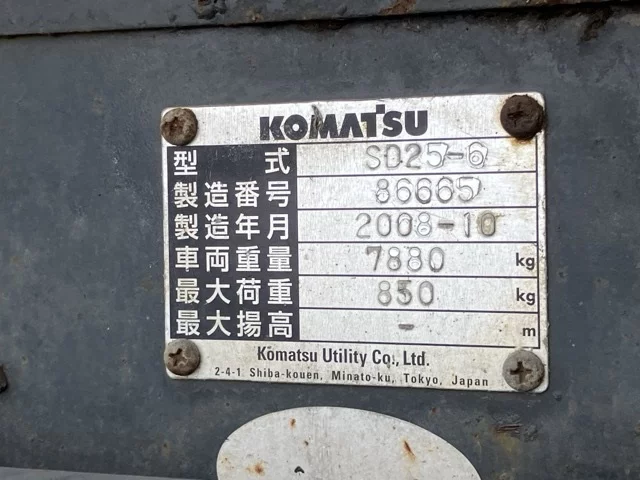 KOMATSU
型 式 SD25-6
製造番号 86665
製造年月 2008-10
車両重量 7880 kg
最大荷重 850 kg
最大揚高 - m
Komatsu Utility Co., Ltd.
2-4-1 Shiba-kouen, Minato-ku, Tokyo, Japan